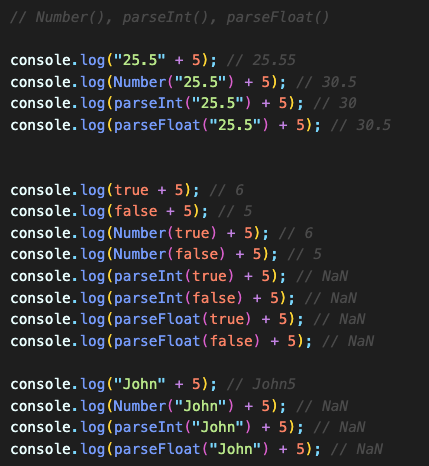 // Number(), parseInt(), parseFloat()
console.log("25.5" + 5); // 25.55
console.log(Number("25.5") + 5); // 30.5
console.log(parseInt("25.5") + 5); // 30
console.log(parseFloat("25.5") + 5); // 30.5
console.log(true + 5); // 6
console.log(false + 5); // 5
console.log(Number(true) + 5); // 6
console.log(Number(false) + 5); // 5
console.log(parseInt(true) + 5); // NaN
console.log(parseInt(false) + 5); // NaN
console.log(parseFloat(true) + 5); // NaN
console.log(parseFloat(false) + 5); // NaN
console.log("John" + 5); // John5
console.log(Number("John") + 5); // NaN
console.log(parseInt("John") + 5); // NaN
console.log(parseFloat("John") + 5); // NaN